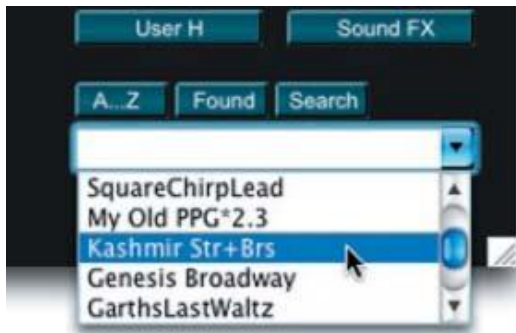 User H Sound FX
A...Z Found Search
SquareChirpLead
My Old PPG*2.3
Kashmir Str+Brs
Genesis Broadway
GarthsLastWaltz